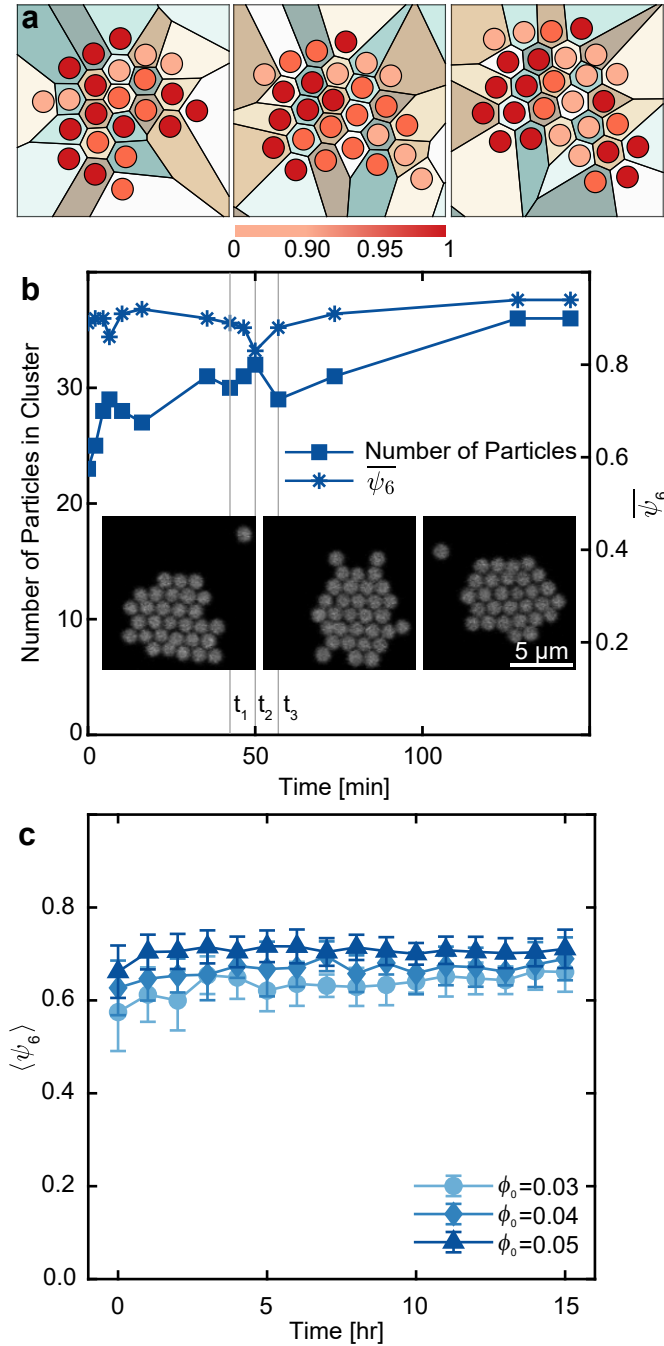 a
0 0.90 0.95 1
b
Number of Particles in Cluster
30
20
10
0
0.8
0.6
0.4
0.2
ψ₆
Number of Particles
ψ₆
5 µm
t₁ t₂ t₃
0 50 100
Time [min]
c
⟨ψ₆⟩
0.8
0.6
0.4
0.2
0.0
ϕ₀=0.03
ϕ₀=0.04
ϕ₀=0.05
0 5 10 15
Time [hr]